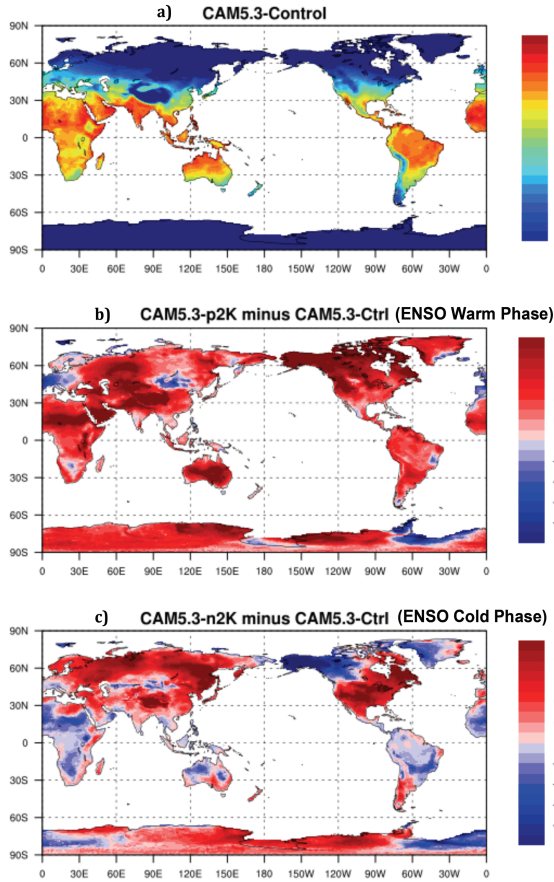 a) CAM5.3-Control
90N
60N
30N
0
30S
60S
90S
0 30E 60E 90E 120E 150E 180 150W 120W 90W 60W 30W 0
b) CAM5.3-p2K minus CAM5.3-Ctrl (ENSO Warm Phase)
90N
60N
30N
0
30S
60S
90S
0 30E 60E 90E 120E 150E 180 150W 120W 90W 60W 30W 0
c) CAM5.3-n2K minus CAM5.3-Ctrl (ENSO Cold Phase)
90N
60N
30N
0
30S
60S
90S
0 30E 60E 90E 120E 150E 180 150W 120W 90W 60W 30W 0